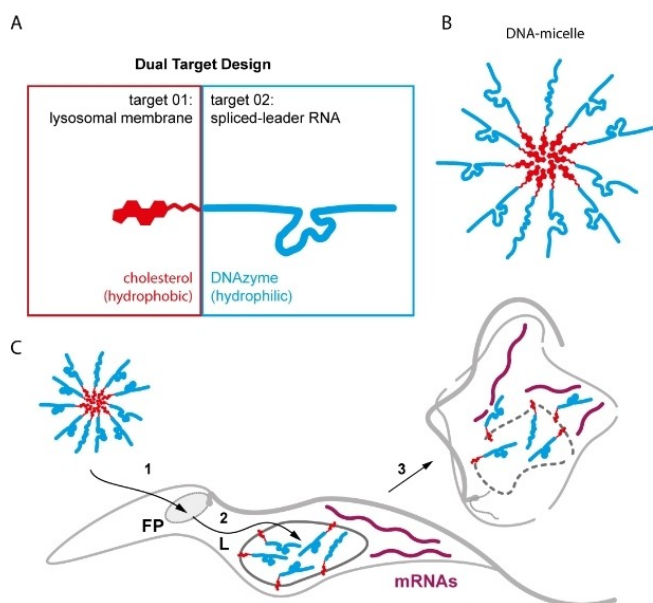 A
Dual Target Design
target 01:
lysosomal membrane
target 02:
spliced-leader RNA
cholesterol
(hydrophobic)
DNAzyme
(hydrophilic)
B
DNA-micelle
C
1
FP
2
L
mRNAs
3